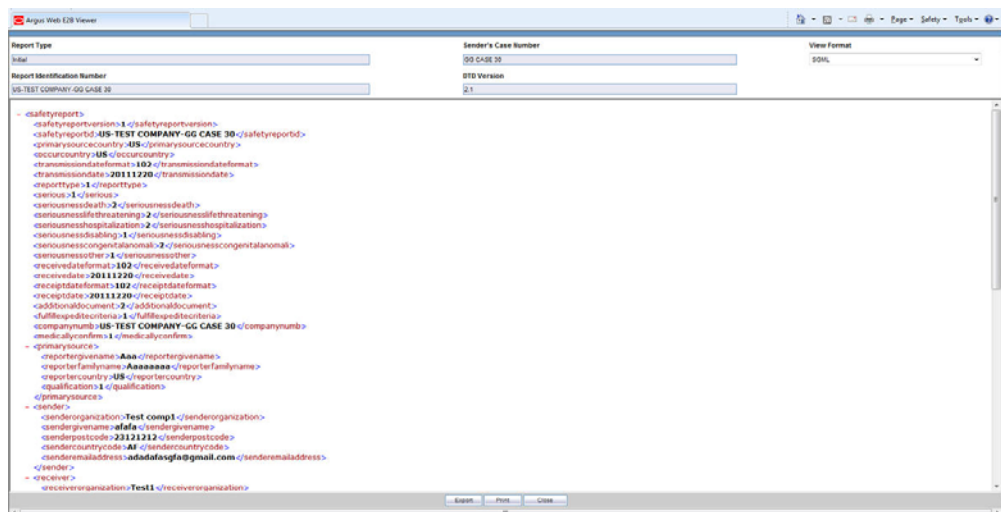 Argus Web E2B Viewer
Page Safety Tools
Report Type Sender's Case Number View Format
Initial GG CASE 30 SGML
Report Identification Number DTD Version
US-TEST COMPANY-GG CASE 30 2.1
- <safetyreport>
<safetyreportversion>1</safetyreportversion>
<safetyreportid>US-TEST COMPANY-GG CASE 30</safetyreportid>
<primarysourcecountry>US</primarysourcecountry>
<occurcountry>US</occurcountry>
<transmissiondateformat>102</transmissiondateformat>
<transmissiondate>20111220</transmissiondate>
<reporttype>1</reporttype>
<serious>1</serious>
<seriousnessdeath>2</seriousnessdeath>
<seriousnesslifethreatening>2</seriousnesslifethreatening>
<seriousnesshospitalization>2</seriousnesshospitalization>
<seriousnessdisabling>1</seriousnessdisabling>
<seriousnesscongenitalanomali>2</seriousnesscongenitalanomali>
<seriousnessother>1</seriousnessother>
<receivedateformat>102</receivedateformat>
<receivedate>20111220</receivedate>
<receiptdateformat>102</receiptdateformat>
<receiptdate>20111220</receiptdate>
<additionaldocument>2</additionaldocument>
<fulfillexpeditecriteria>1</fulfillexpeditecriteria>
<companynumb>US-TEST COMPANY-GG CASE 30</companynumb>
<medicallyconfirm>1</medicallyconfirm>
- <primarysource>
<reportergivename>Aaa</reportergivename>
<reporterfamilyname>Aaaaaaaa</reporterfamilyname>
<reportercountry>US</reportercountry>
<qualification>1</qualification>
</primarysource>
- <sender>
<senderorganization>Test comp1</senderorganization>
<sendergivename>afafa</sendergivename>
<senderpostcode>23121212</senderpostcode>
<sendercountrycode>AF</sendercountrycode>
<senderemailaddress>adadafasgfa@gmail.com</senderemailaddress>
</sender>
- <receiver>
<receiverorganization>Test1</receiverorganization>
Export Print Close